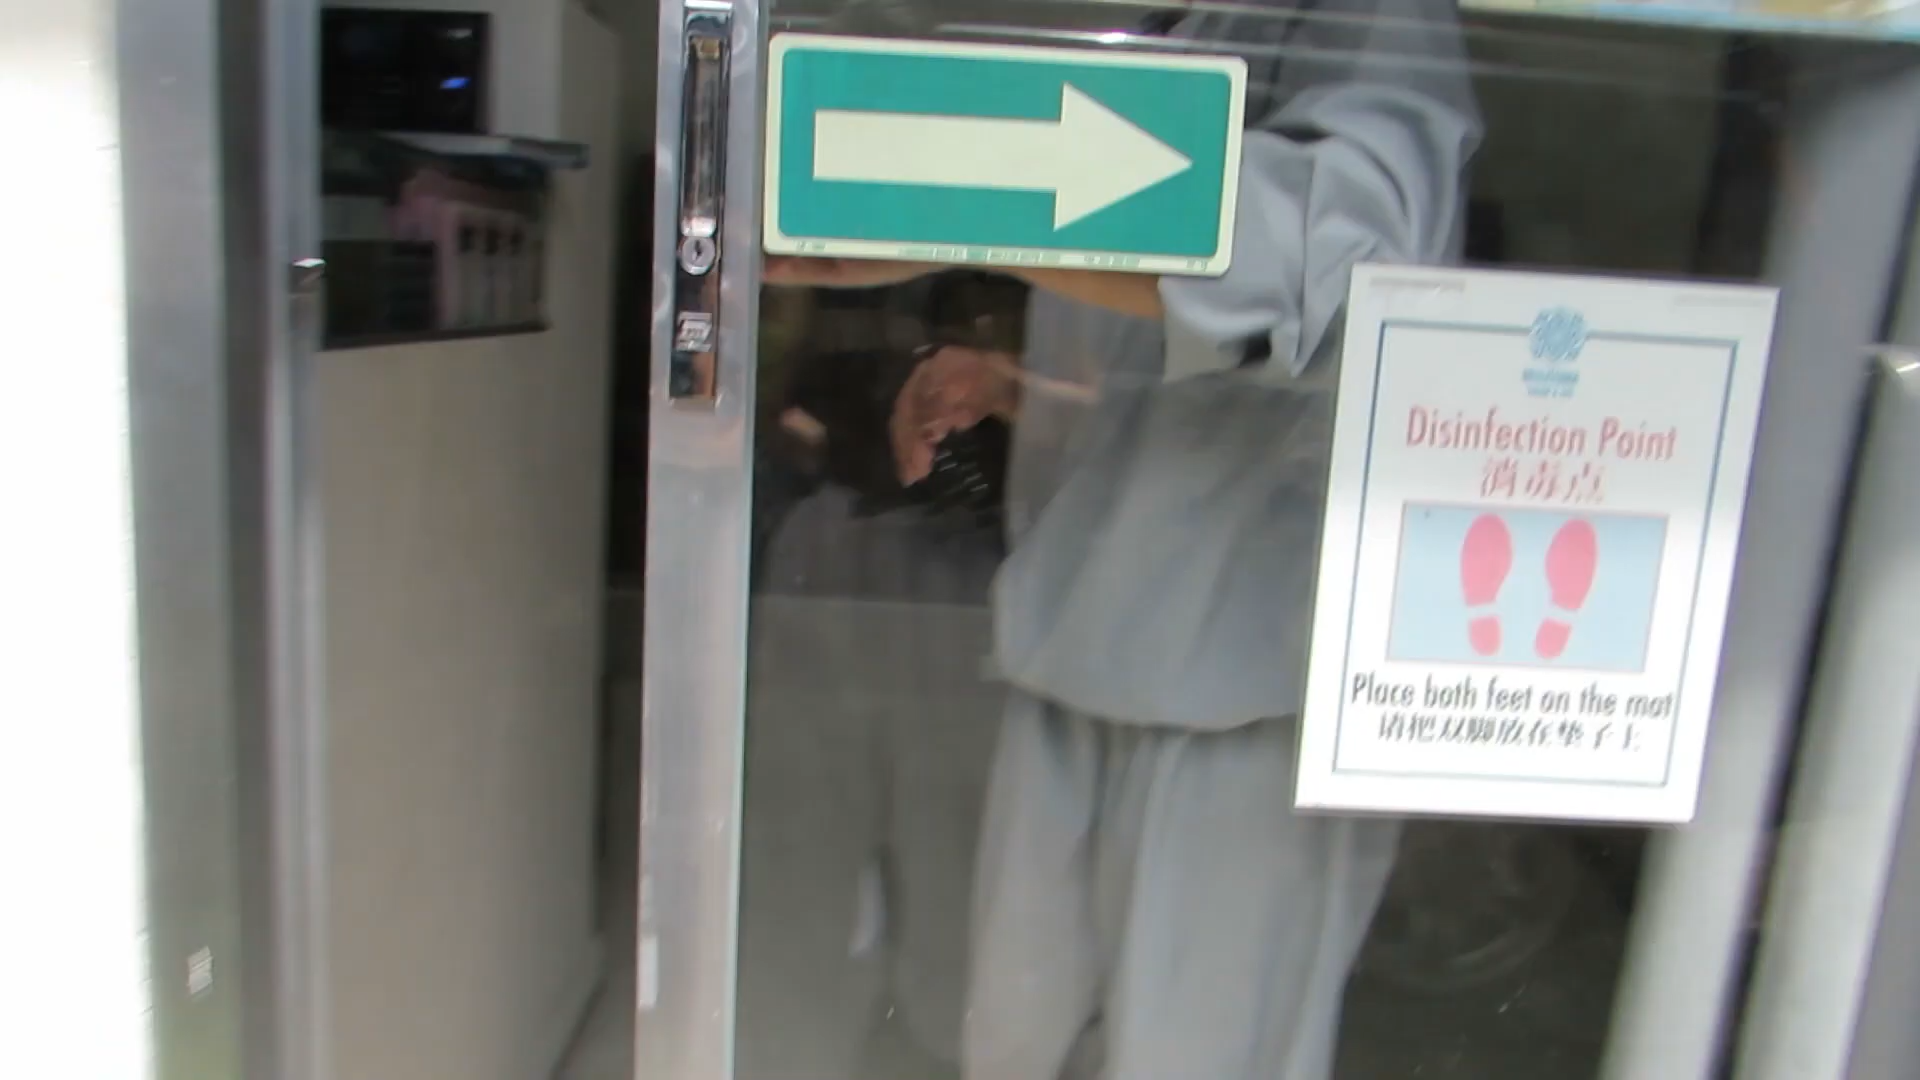 Disinfection Point
消毒点
Place both feet on the mat
请把双脚放在垫子上